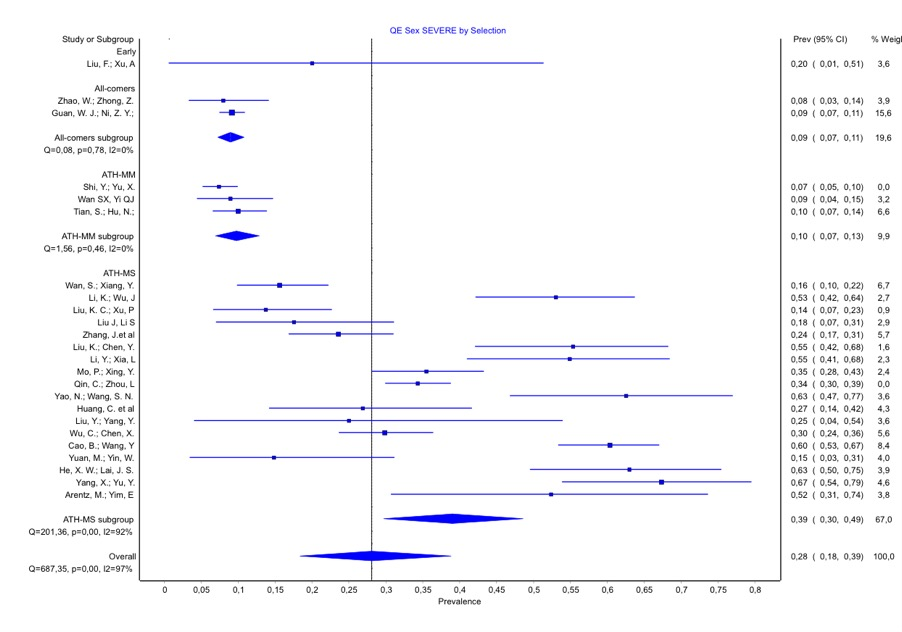 QE Sex SEVERE by Selection
Study or Subgroup Prev (95% CI) % Weigl
Early
Liu, F.; Xu, A 0,20 ( 0,01, 0,51) 3,6
All-comers
Zhao, W.; Zhong, Z. 0,08 ( 0,03, 0,14) 3,9
Guan, W. J.; Ni, Z. Y.; 0,09 ( 0,07, 0,11) 15,6
All-comers subgroup 0,09 ( 0,07, 0,11) 19,6
Q=0,08, p=0,78, I2=0%
ATH-MM
Shi, Y.; Yu, X. 0,07 ( 0,05, 0,10) 0,0
Wan SX, Yi QJ 0,09 ( 0,04, 0,15) 3,2
Tian, S.; Hu, N.; 0,10 ( 0,07, 0,14) 6,6
ATH-MM subgroup 0,10 ( 0,07, 0,13) 9,9
Q=1,56, p=0,46, I2=0%
ATH-MS
Wan, S.; Xiang, Y. 0,16 ( 0,10, 0,22) 6,7
Li, K.; Wu, J 0,53 ( 0,42, 0,64) 2,7
Liu, K. C.; Xu, P 0,14 ( 0,07, 0,23) 0,9
Liu J, Li S 0,18 ( 0,07, 0,31) 2,9
Zhang, J.et al 0,24 ( 0,17, 0,31) 5,7
Liu, K.; Chen, Y. 0,55 ( 0,42, 0,68) 1,6
Li, Y.; Xia, L 0,55 ( 0,41, 0,68) 2,3
Mo, P.; Xing, Y. 0,35 ( 0,28, 0,43) 2,4
Qin, C.; Zhou, L 0,34 ( 0,30, 0,39) 0,0
Yao, N.; Wang, S. N. 0,63 ( 0,47, 0,77) 3,6
Huang, C. et al 0,27 ( 0,14, 0,42) 4,3
Liu, Y.; Yang, Y. 0,25 ( 0,04, 0,54) 3,6
Wu, C.; Chen, X. 0,30 ( 0,24, 0,36) 5,6
Cao, B.; Wang, Y 0,60 ( 0,53, 0,67) 8,4
Yuan, M.; Yin, W. 0,15 ( 0,03, 0,31) 4,0
He, X. W.; Lai, J. S. 0,63 ( 0,50, 0,75) 3,9
Yang, X.; Yu, Y. 0,67 ( 0,54, 0,79) 4,6
Arentz, M.; Yim, E 0,52 ( 0,31, 0,74) 3,8
ATH-MS subgroup 0,39 ( 0,30, 0,49) 67,0
Q=201,36, p=0,00, I2=92%
Overall 0,28 ( 0,18, 0,39) 100,0
Q=687,35, p=0,00, I2=97%
0 0,05 0,1 0,15 0,2 0,25 0,3 0,35 0,4 0,45 0,5 0,55 0,6 0,65 0,7 0,75 0,8
Prevalence